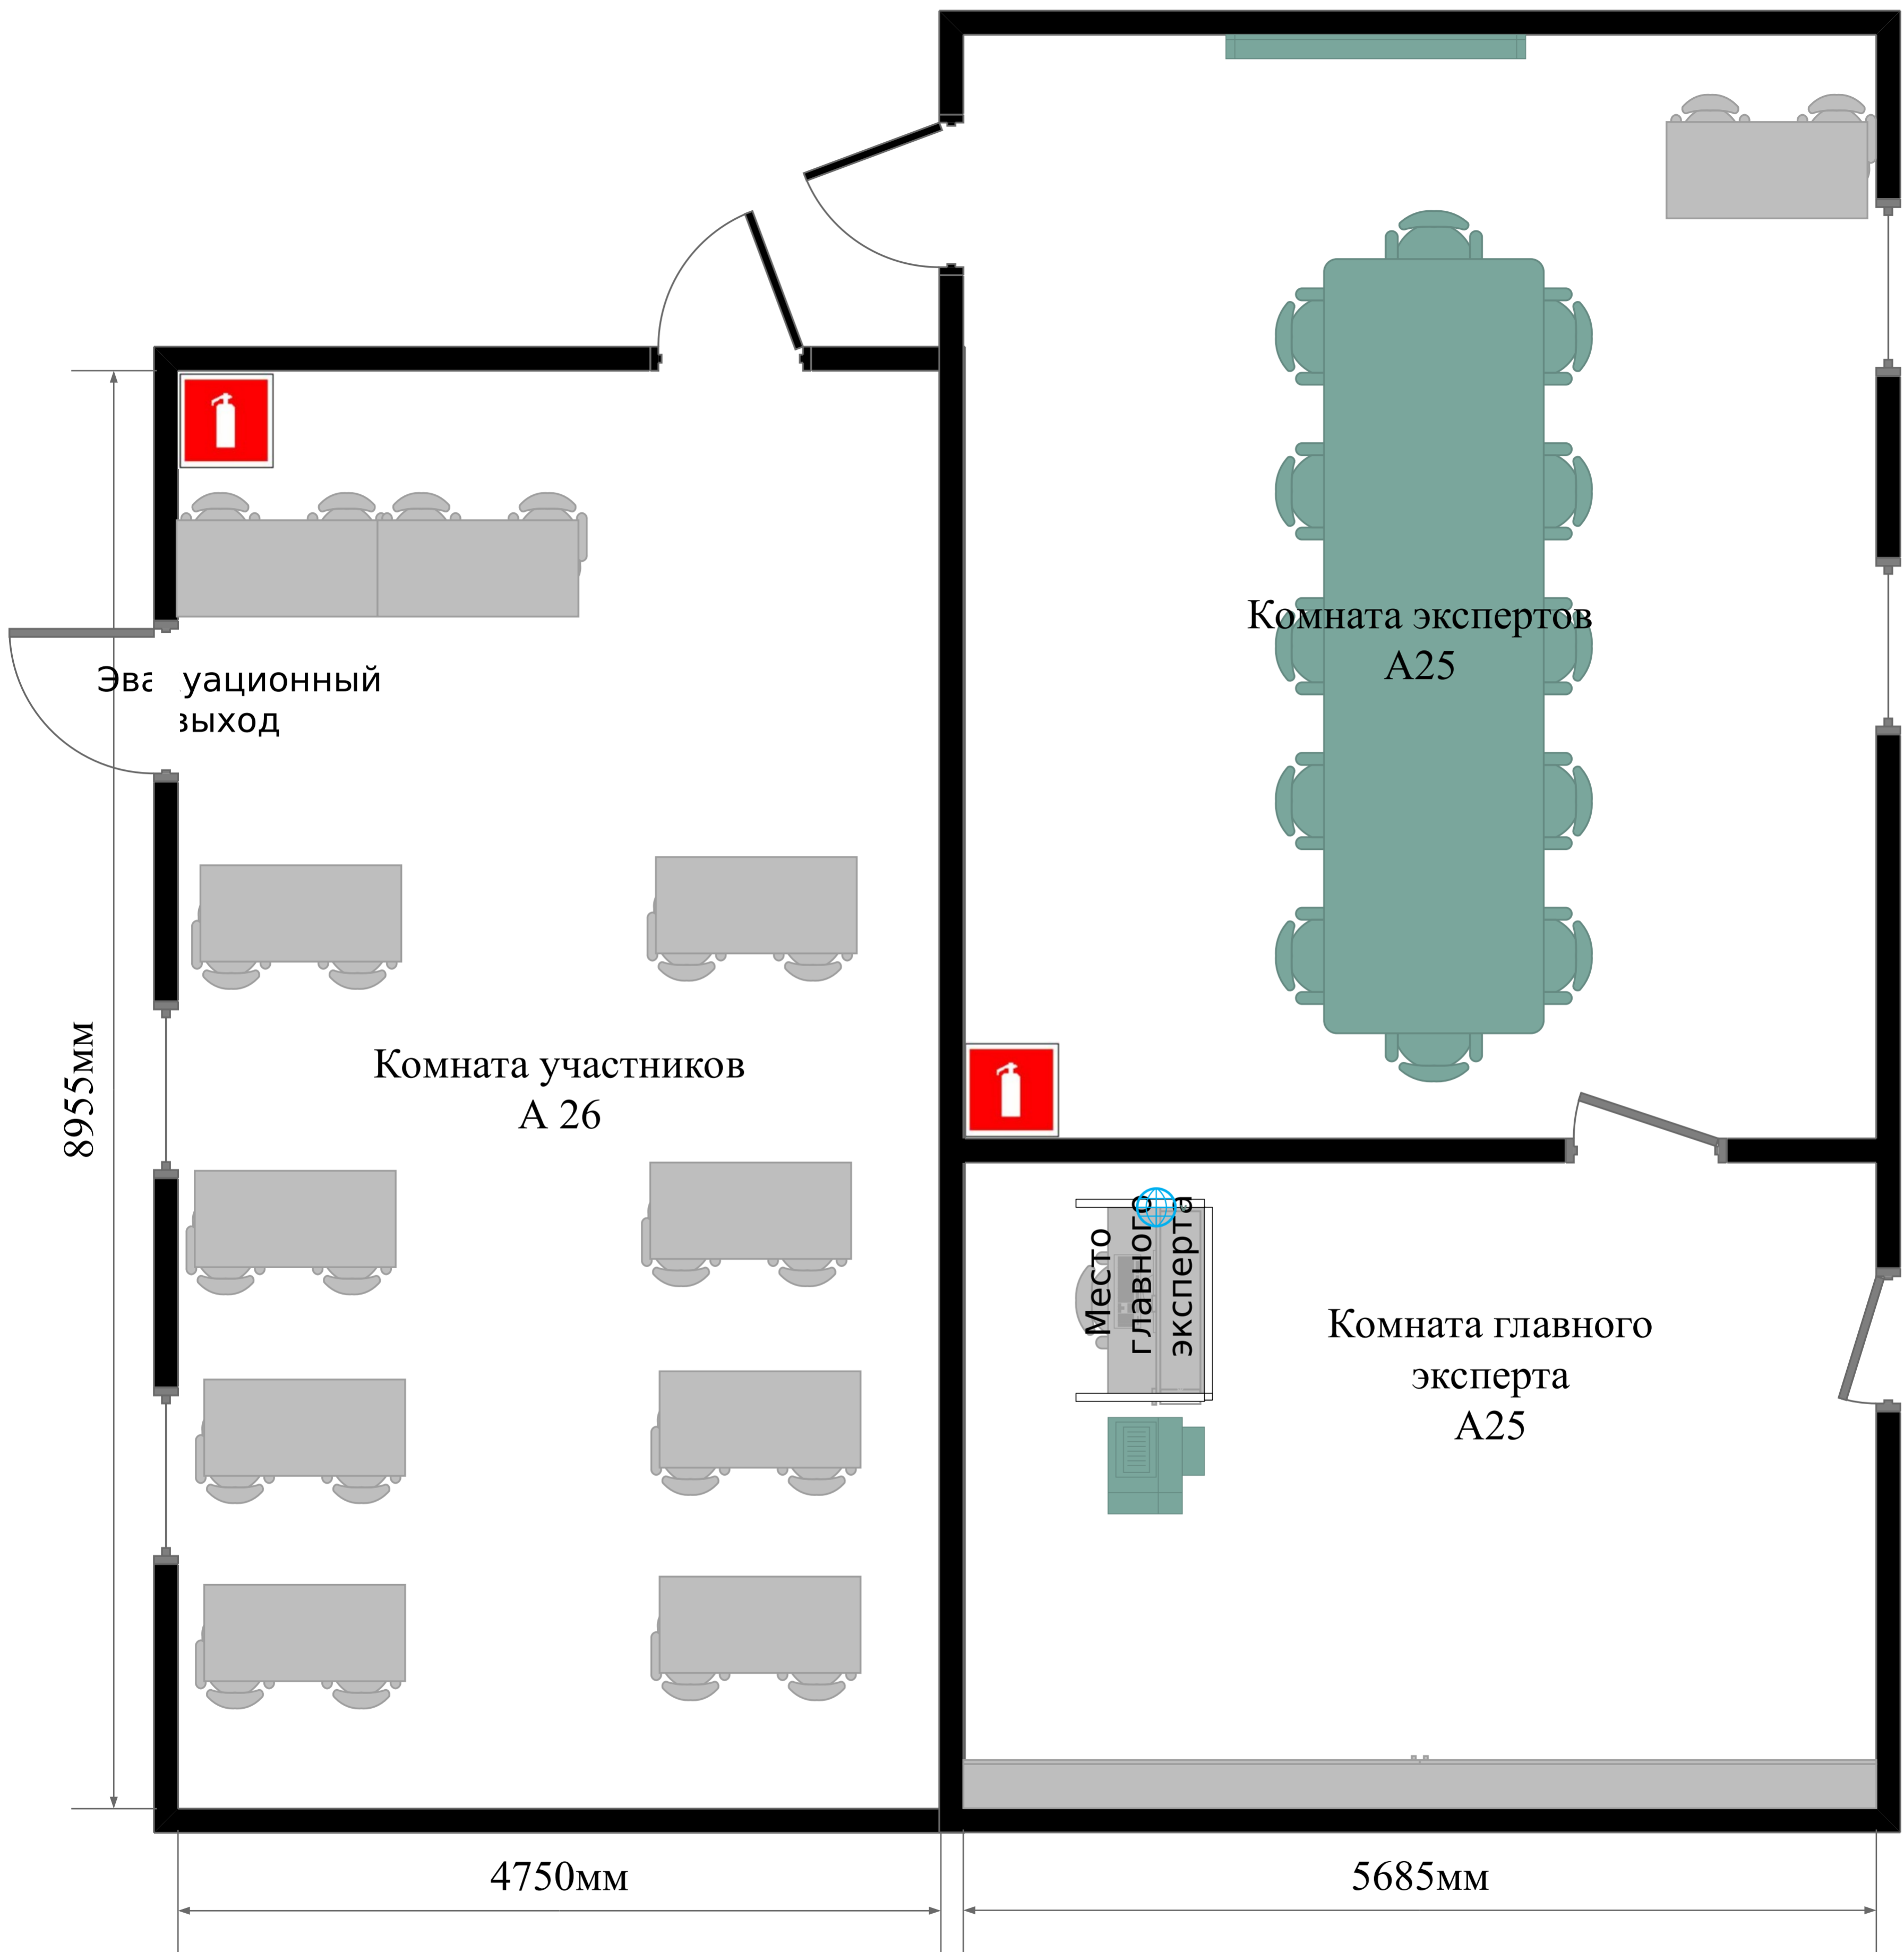 Комната экспертов
А25
Эва уационный
выход
8955мм
Комната участников
А 26
Место
главного
эксперта
Комната главного
эксперта
А25
4750мм
5685мм